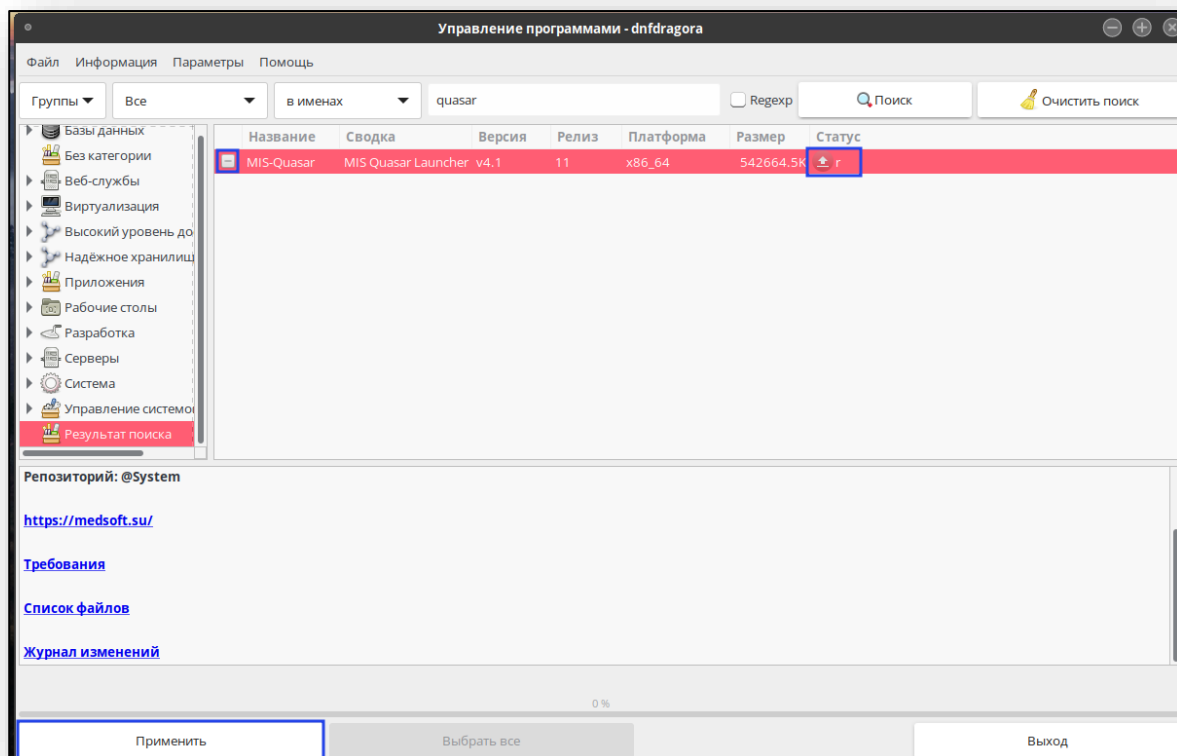 Управление программами - dnfdragora
Файл Информация Параметры Помощь
Группы Все в именах quasar Regexp Поиск Очистить поиск
Базы данных
Без категории
Веб-службы
Виртуализация
Высокий уровень до
Надёжное хранилищ
Приложения
Рабочие столы
Разработка
Серверы
Система
Управление системо
Результат поиска
Название Сводка Версия Релиз Платформа Размер Статус
MIS-Quasar MIS Quasar Launcher v4.1 11 x86_64 542664.5K r
Репозиторий: @System
https://medsoft.su/
Требования
Список файлов
Журнал изменений
0 %
Применить Выбрать все Выход